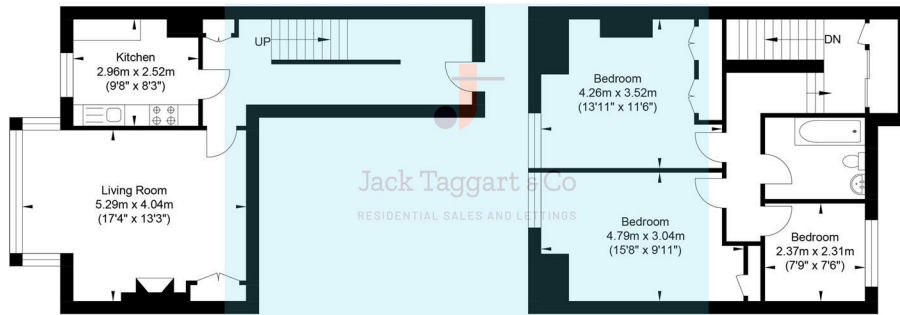 UP
Kitchen
2.96m x 2.52m
(9'8" x 8'3")
Living Room
5.29m x 4.04m
(17'4" x 13'3")
DN
Bedroom
4.26m x 3.52m
(13'11" x 11'6")
Jack Taggart & Co
RESIDENTIAL SALES AND LETTINGS
Bedroom
4.79m x 3.04m
(15'8" x 9'11")
Bedroom
2.37m x 2.31m
(7'9" x 7'6")